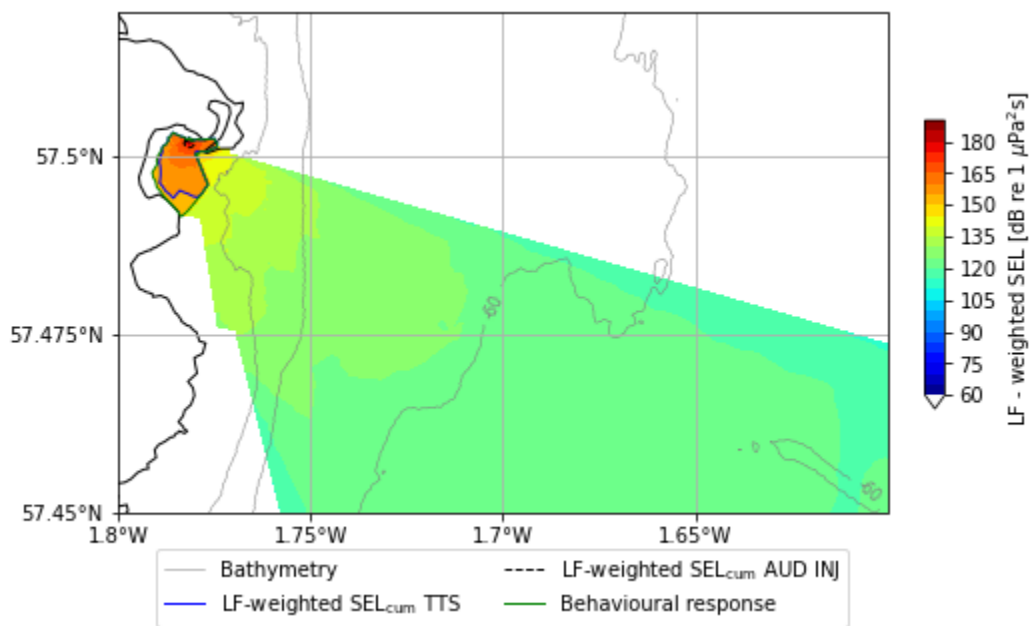 57.5°N
57.475°N
57.45°N
1.8°W 1.75°W 1.7°W 1.65°W
60
60
180
165
150
135
120
105
90
75
60
LF - weighted SEL [dB re 1 μPa²s]
Bathymetry
LF-weighted SELcum TTS
LF-weighted SELcum AUD INJ
Behavioural response